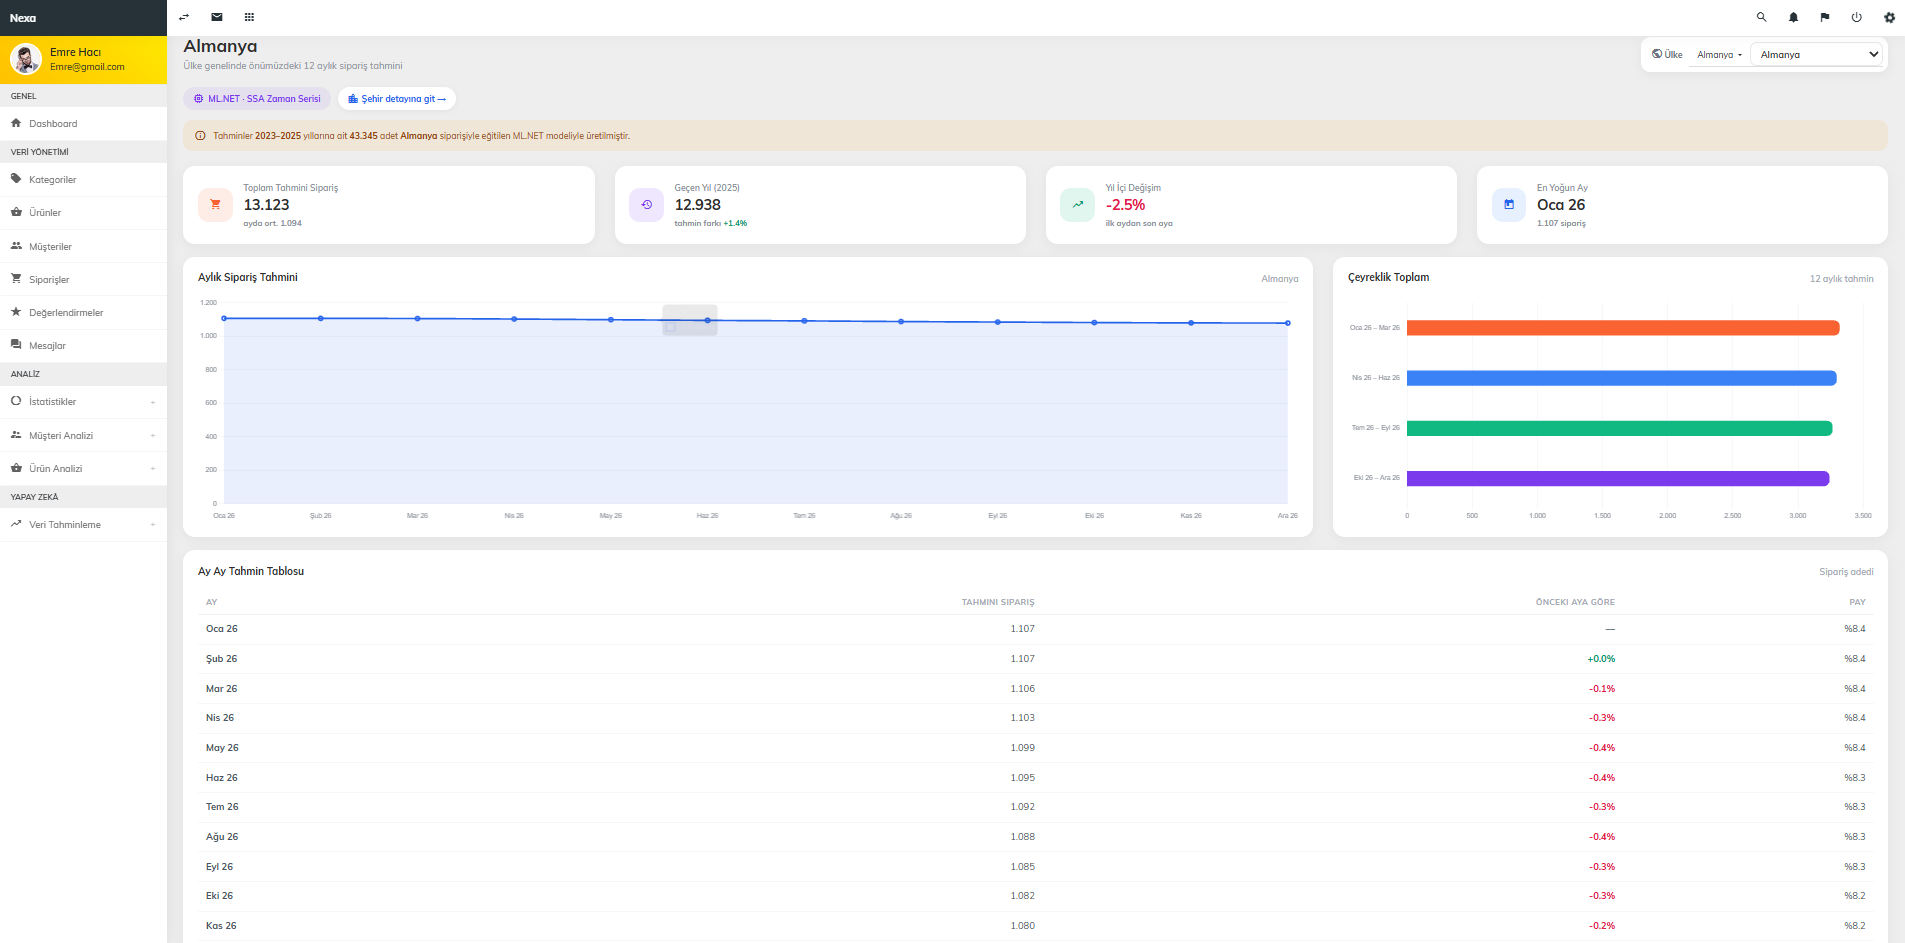 Nexa
Emre Hacı
Emre@gmail.com
GENEL
Dashboard
VERİ YÖNETİMİ
Kategoriler
Ürünler
Müşteriler
Siparişler
Değerlendirmeler
Mesajlar
ANALİZ
İstatistikler
Müşteri Analizi
Ürün Analizi
YAPAY ZEKÂ
Veri Tahminleme
Almanya
Ülke genelinde önümüzdeki 12 aylık sipariş tahmini
Ülke Almanya Almanya
ML.NET · SSA Zaman Serisi Şehir detayına git →
Tahminler 2023–2025 yıllarına ait 43.345 adet Almanya siparişiyle eğitilen ML.NET modeliyle üretilmiştir.
Toplam Tahmini Sipariş
13.123
ayda ort. 1.094
Geçen Yıl (2025)
12.938
tahmin farkı +1.4%
Yıl İçi Değişim
-2.5%
ilk aydan son aya
En Yoğun Ay
Oca 26
1.107 sipariş
Aylık Sipariş Tahmini Almanya
1.200
1.000
800
600
400
200
0
Oca 26 Şub 26 Mar 26 Nis 26 May 26 Haz 26 Tem 26 Ağu 26 Eyl 26 Eki 26 Kas 26 Ara 26
Çeyreklik Toplam 12 aylık tahmin
Oca 26 – Mar 26
Nis 26 – Haz 26
Tem 26 – Eyl 26
Eki 26 – Ara 26
0 500 1.000 1.500 2.000 2.500 3.000 3.500
Ay Ay Tahmin Tablosu Sipariş adedi
AY TAHMINI SIPARIŞ ÖNCEKI AYA GÖRE PAY
Oca 26 1.107 — %8.4
Şub 26 1.107 +0.0% %8.4
Mar 26 1.106 -0.1% %8.4
Nis 26 1.103 -0.3% %8.4
May 26 1.099 -0.4% %8.4
Haz 26 1.095 -0.4% %8.3
Tem 26 1.092 -0.3% %8.3
Ağu 26 1.088 -0.4% %8.3
Eyl 26 1.085 -0.3% %8.3
Eki 26 1.082 -0.3% %8.2
Kas 26 1.080 -0.2% %8.2